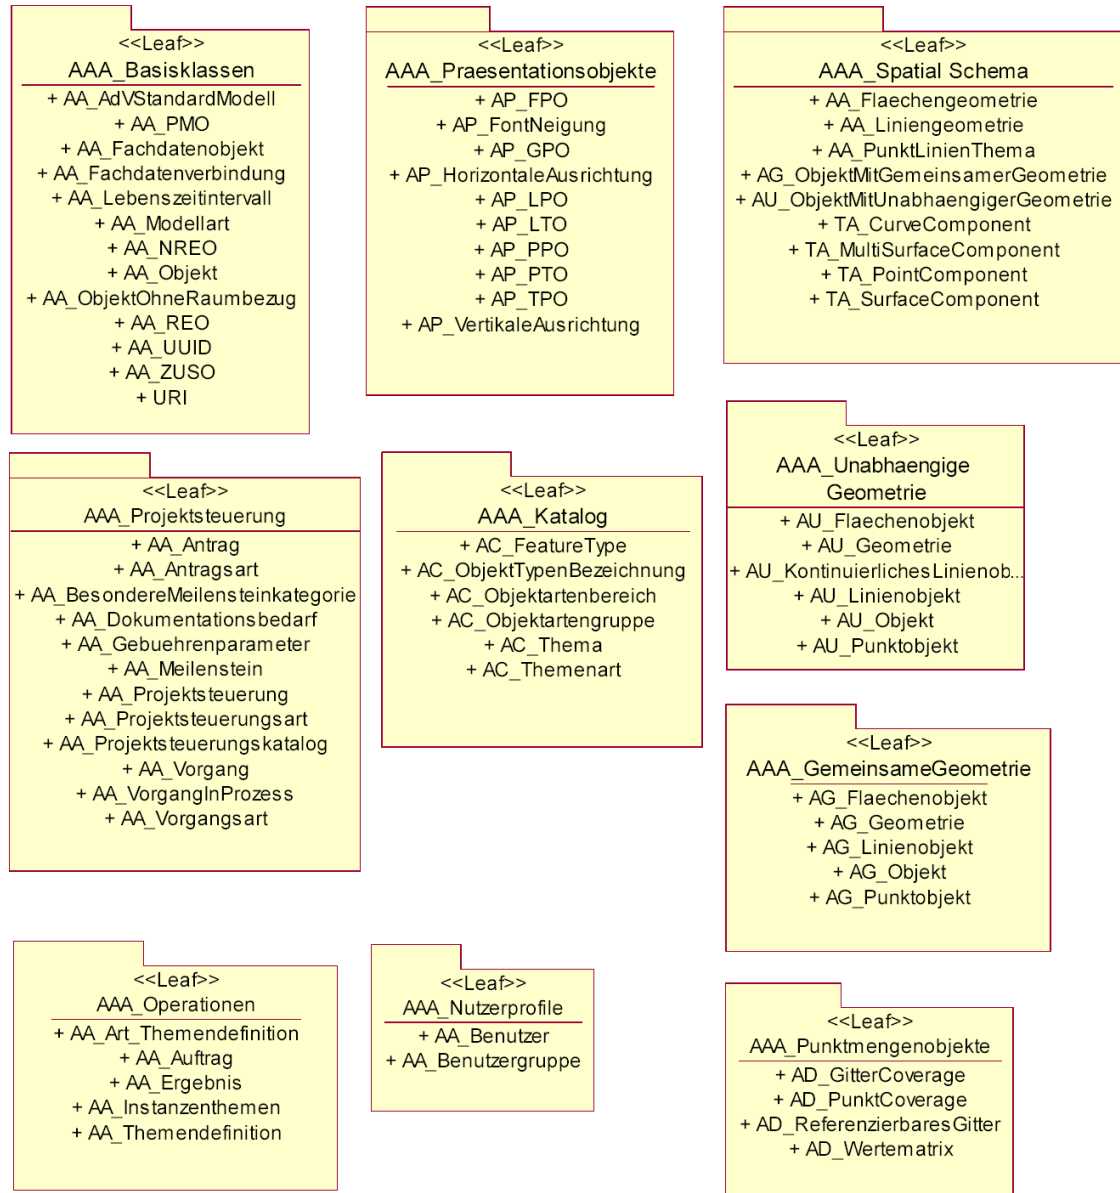 <<Leaf>>
AAA_Basisklassen
+ AA_AdVStandardModell
+ AA_PMO
+ AA_Fachdatenobjekt
+ AA_Fachdatenverbindung
+ AA_Lebenszeitintervall
+ AA_Modellart
+ AA_NREO
+ AA_Objekt
+ AA_ObjektOhneRaumbezug
+ AA_REO
+ AA_UUID
+ AA_ZUSO
+ URI
<<Leaf>>
AAA_Praesentationsobjekte
+ AP_FPO
+ AP_FontNeigung
+ AP_GPO
+ AP_HorizontaleAusrichtung
+ AP_LPO
+ AP_LTO
+ AP_PPO
+ AP_PTO
+ AP_TPO
+ AP_VertikaleAusrichtung
<<Leaf>>
AAA_Spatial Schema
+ AA_Flaechengeometrie
+ AA_Liniengeometrie
+ AA_PunktLinienThema
+ AG_ObjektMitGemeinsamerGeometrie
+ AU_ObjektMitUnabhaengigerGeometrie
+ TA_CurveComponent
+ TA_MultiSurfaceComponent
+ TA_PointComponent
+ TA_SurfaceComponent
<<Leaf>>
AAA_Projektsteuerung
+ AA_Antrag
+ AA_Antragsart
+ AA_BesondereMeilensteinkategorie
+ AA_Dokumentationsbedarf
+ AA_Gebuehrenparameter
+ AA_Meilenstein
+ AA_Projektsteuerung
+ AA_Projektsteuerungsart
+ AA_Projektsteuerungskatalog
+ AA_Vorgang
+ AA_VorgangInProzess
+ AA_Vorgangsart
<<Leaf>>
AAA_Katalog
+ AC_FeatureType
+ AC_ObjektTypenBezeichnung
+ AC_Objektartenbereich
+ AC_Objektartengruppe
+ AC_Thema
+ AC_Themenart
<<Leaf>>
AAA_Unabhaengige
Geometrie
+ AU_Flaechenobjekt
+ AU_Geometrie
+ AU_KontinuierlichesLinienob...
+ AU_Linienobjekt
+ AU_Objekt
+ AU_Punktobjekt
<<Leaf>>
AAA_GemeinsameGeometrie
+ AG_Flaechenobjekt
+ AG_Geometrie
+ AG_Linienobjekt
+ AG_Objekt
+ AG_Punktobjekt
<<Leaf>>
AAA_Operationen
+ AA_Art_Themendefinition
+ AA_Auftrag
+ AA_Ergebnis
+ AA_Instanzenthemen
+ AA_Themendefinition
<<Leaf>>
AAA_Nutzerprofile
+ AA_Benutzer
+ AA_Benutzergruppe
<<Leaf>>
AAA_Punktmengenobjekte
+ AD_GitterCoverage
+ AD_PunktCoverage
+ AD_ReferenzierbaresGitter
+ AD_Wertematrix